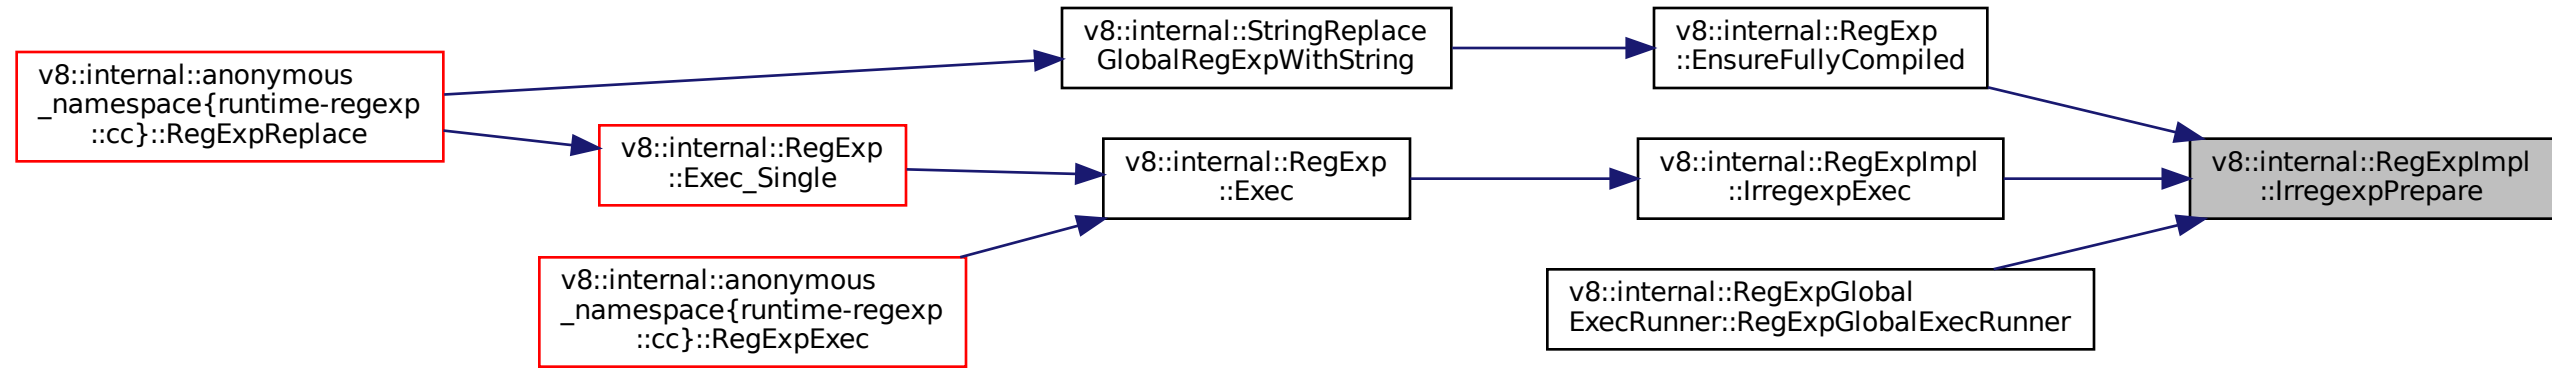 v8::internal::anonymous
_namespace{runtime-regexp
::cc}::RegExpReplace
v8::internal::StringReplace
GlobalRegExpWithString
v8::internal::RegExp
::EnsureFullyCompiled
v8::internal::RegExp
::Exec_Single
v8::internal::RegExp
::Exec
v8::internal::RegExpImpl
::IrregexpExec
v8::internal::RegExpImpl
::IrregexpPrepare
v8::internal::anonymous
_namespace{runtime-regexp
::cc}::RegExpExec
v8::internal::RegExpGlobal
ExecRunner::RegExpGlobalExecRunner